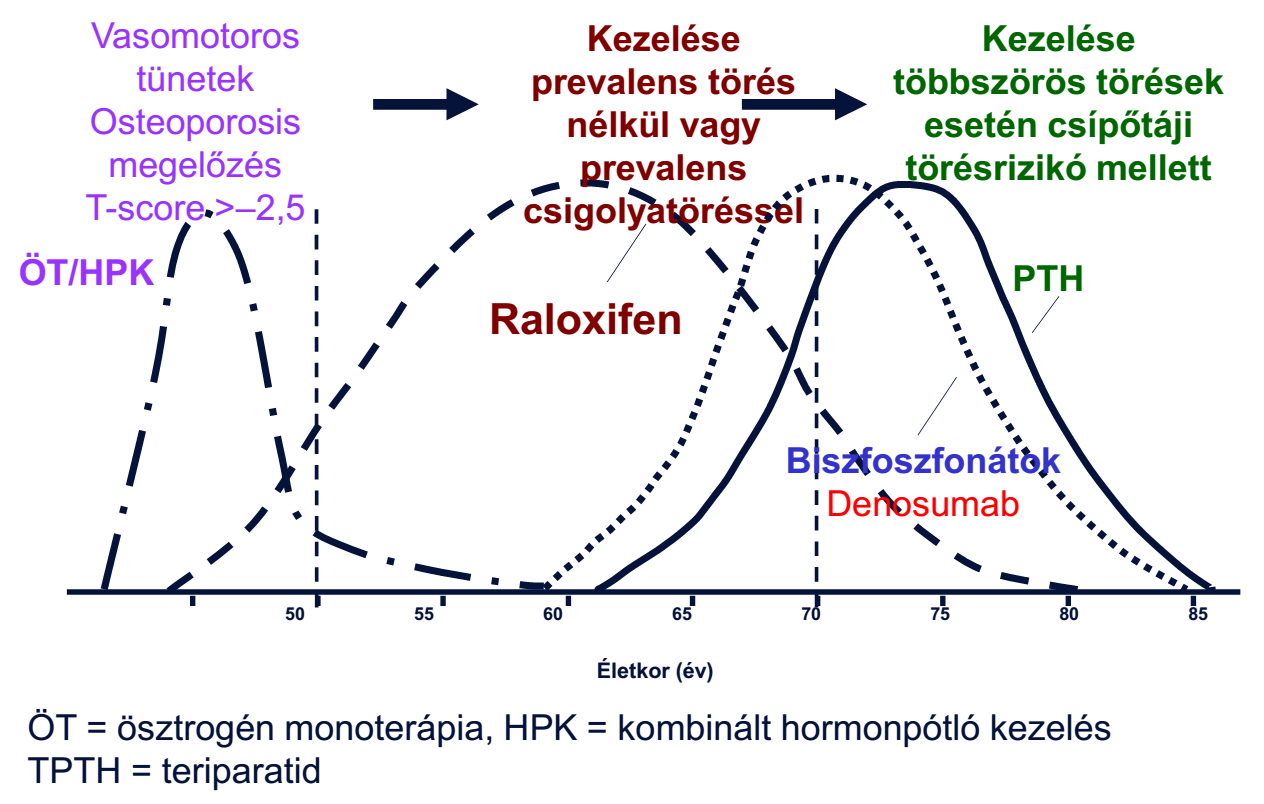 Vasomotoros
tünetek
Osteoporosis
megelőzés
T-score >–2,5
Kezelése
prevalens törés
nélkül vagy
prevalens
csigolyatöréssel
Kezelése
többszörös törések
esetén csípőtáji
törésrizikó mellett
ÖT/HPK
Raloxifen
PTH
Biszfoszfonátok
Denosumab
50 55 60 65 70 75 80 85
Életkor (év)
ÖT = ösztrogén monoterápia, HPK = kombinált hormonpótló kezelés
TPTH = teriparatid